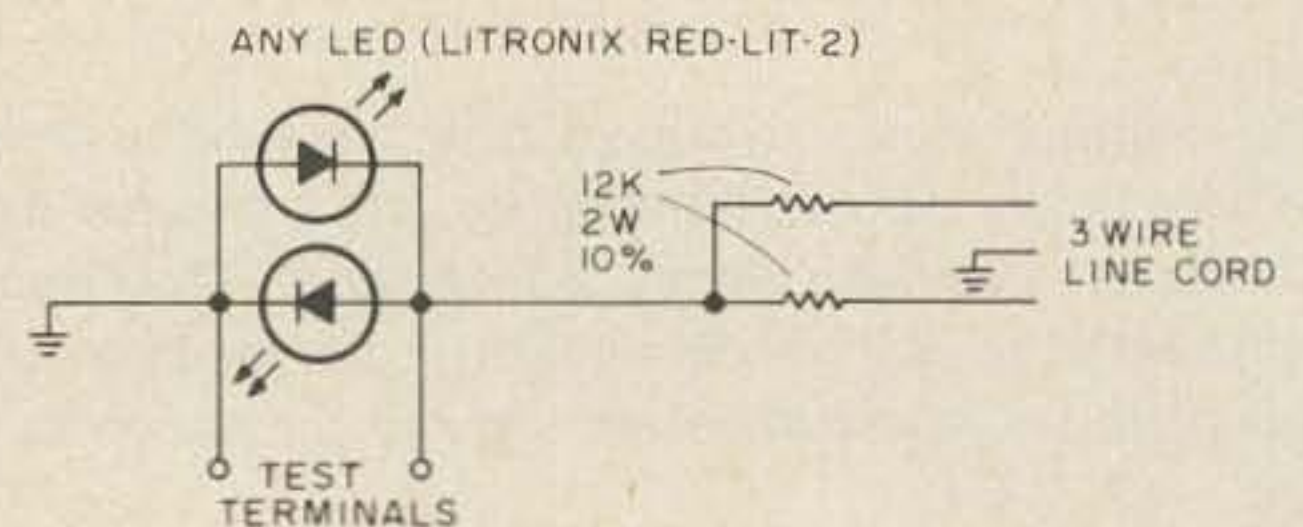 ANY LED (LITRONIX RED-LIT-2)
12K
2W
10%
3 WIRE
LINE CORD
TEST
TERMINALS